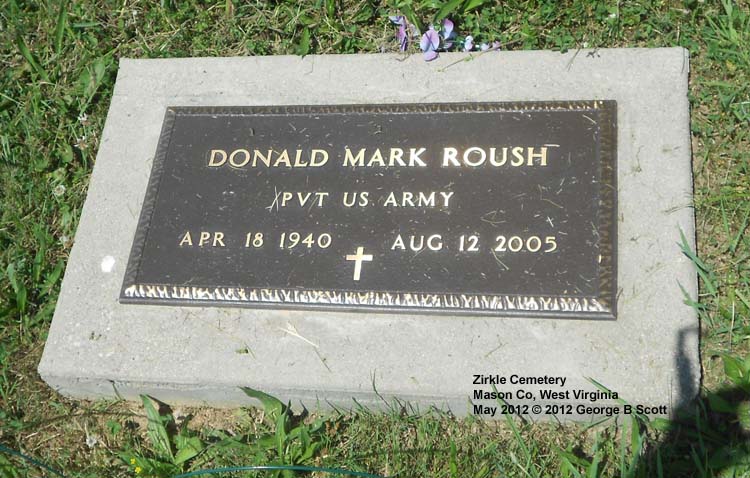 DONALD MARK ROUSH
PVT US ARMY
APR 18 1940 AUG 12 2005
Zirkle Cemetery
Mason Co, West Virginia
May 2012 © 2012 George B Scott